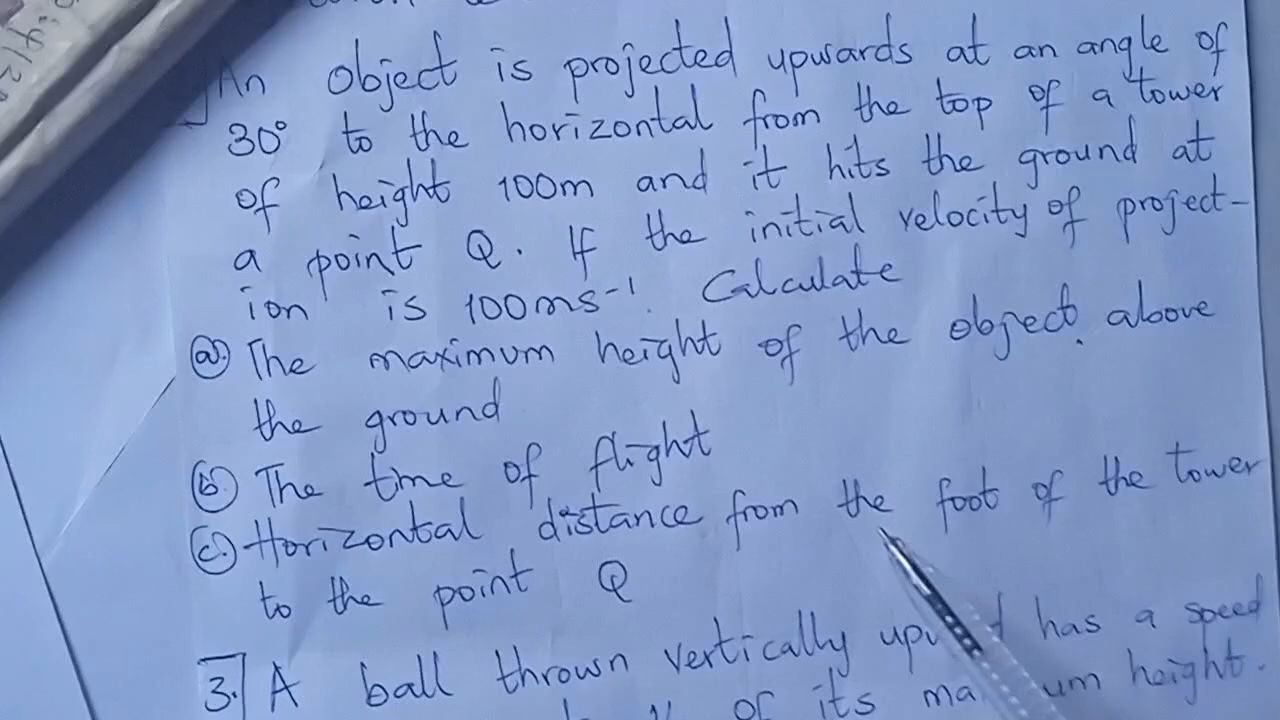 An object is projected upwards at an angle of
30° to the horizontal from the top of a tower
of height 100m and it hits the ground at
a point Q. If the initial velocity of project-
ion is 100ms⁻¹. Calculate
(a) The maximum height of the object above
the ground
(b) The time of flight
(c) Horizontal distance from the foot of the tower
to the point Q
3. A ball thrown vertically has a speed
of its height.